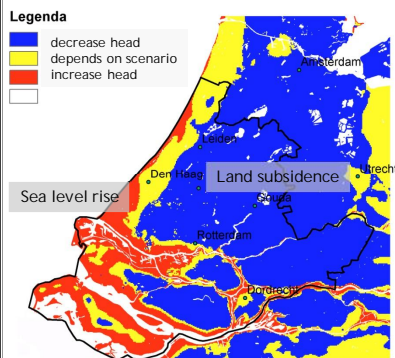 Legenda
decrease head
depends on scenario
increase head
Amsterdam
Leiden
Den Haag
Land subsidence
Utrecht
Sea level rise
Gouda
Rotterdam
Dordrecht